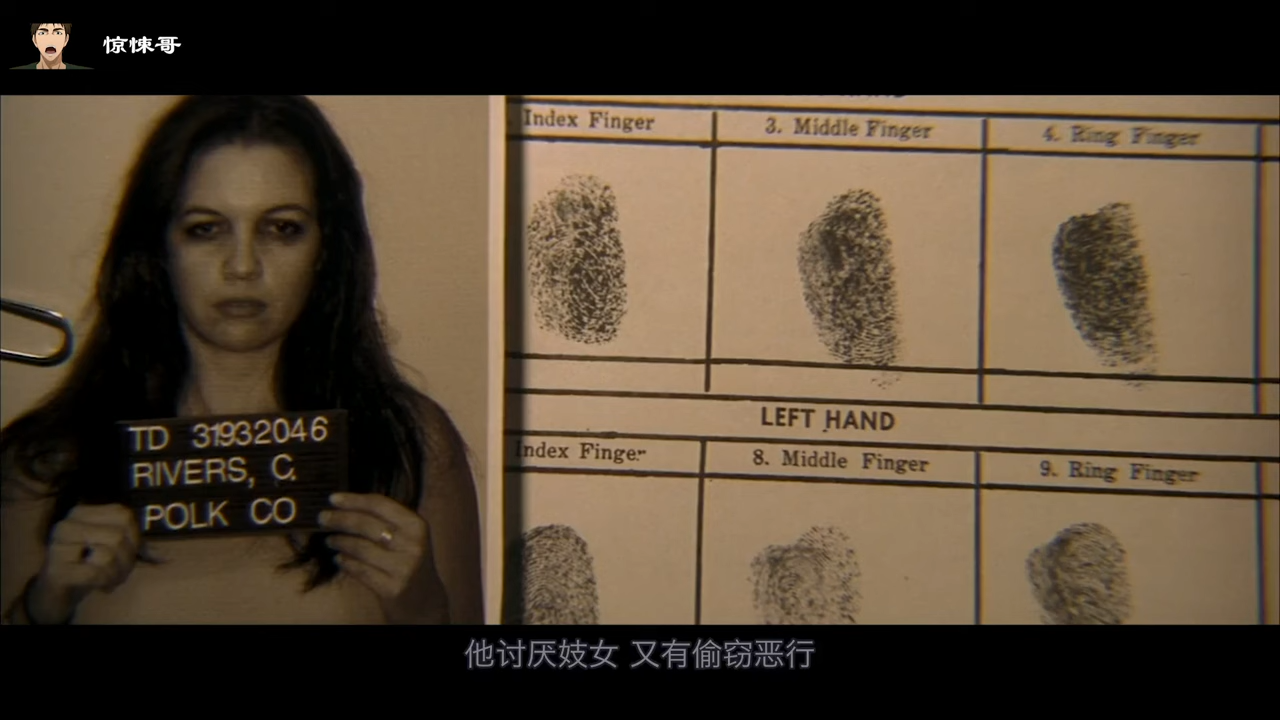 惊悚哥
Index Finger
3. Middle Finger
4. Ring Finger
TD 31932046
RIVERS, C.
POLK CO
LEFT HAND
Index Finger
8. Middle Finger
9. Ring Finger
他讨厌妓女 又有偷窃恶行